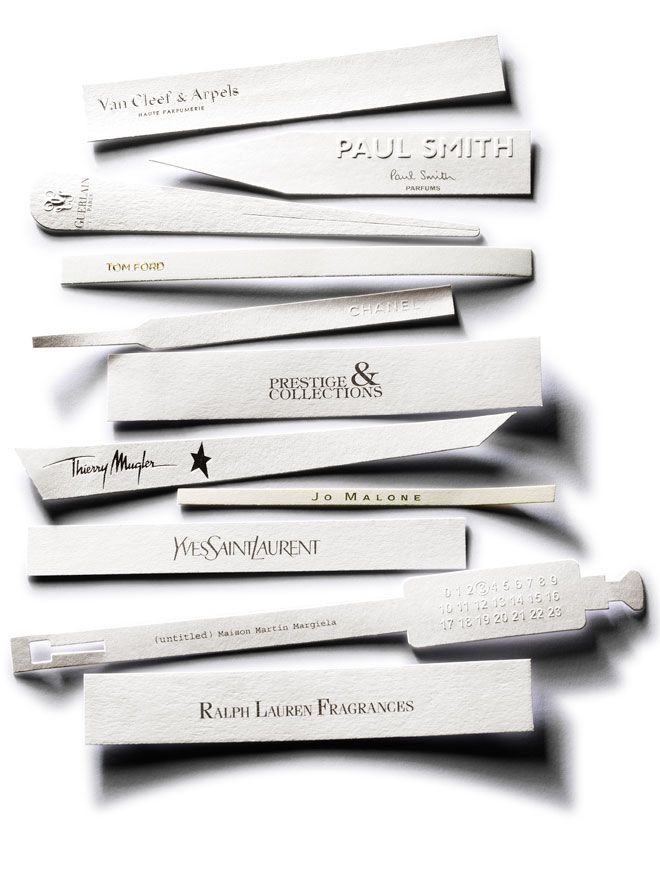 RALPH LAUREN FRAGRANCES
(untitled) Maison Martin Margiela
0 1 2 3 4 5 6 7 8 9
10 11 12 13 14 15 16
17 18 19 20 21 22 23
YVESSAINTLAURENT
JO MALONE
Thierry Mugler
PRESTIGE
& COLLECTIONS
CHANEL
TOM FORD
GUERLAIN
PARIS
PAUL SMITH
Paul Smith
PARFUMS
Van Cleef & Arpels
HAUTE PARFUMERIE